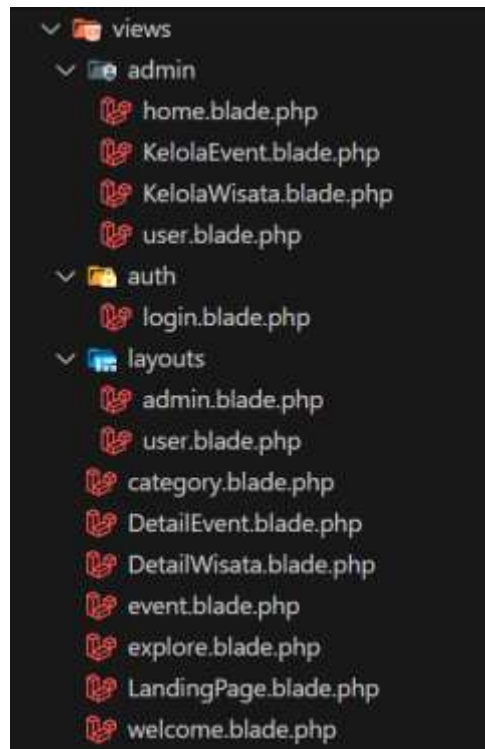 views
admin
home.blade.php
KelolaEvent.blade.php
KelolaWisata.blade.php
user.blade.php
auth
login.blade.php
layouts
admin.blade.php
user.blade.php
category.blade.php
DetailEvent.blade.php
DetailWisata.blade.php
event.blade.php
explore.blade.php
LandingPage.blade.php
welcome.blade.php